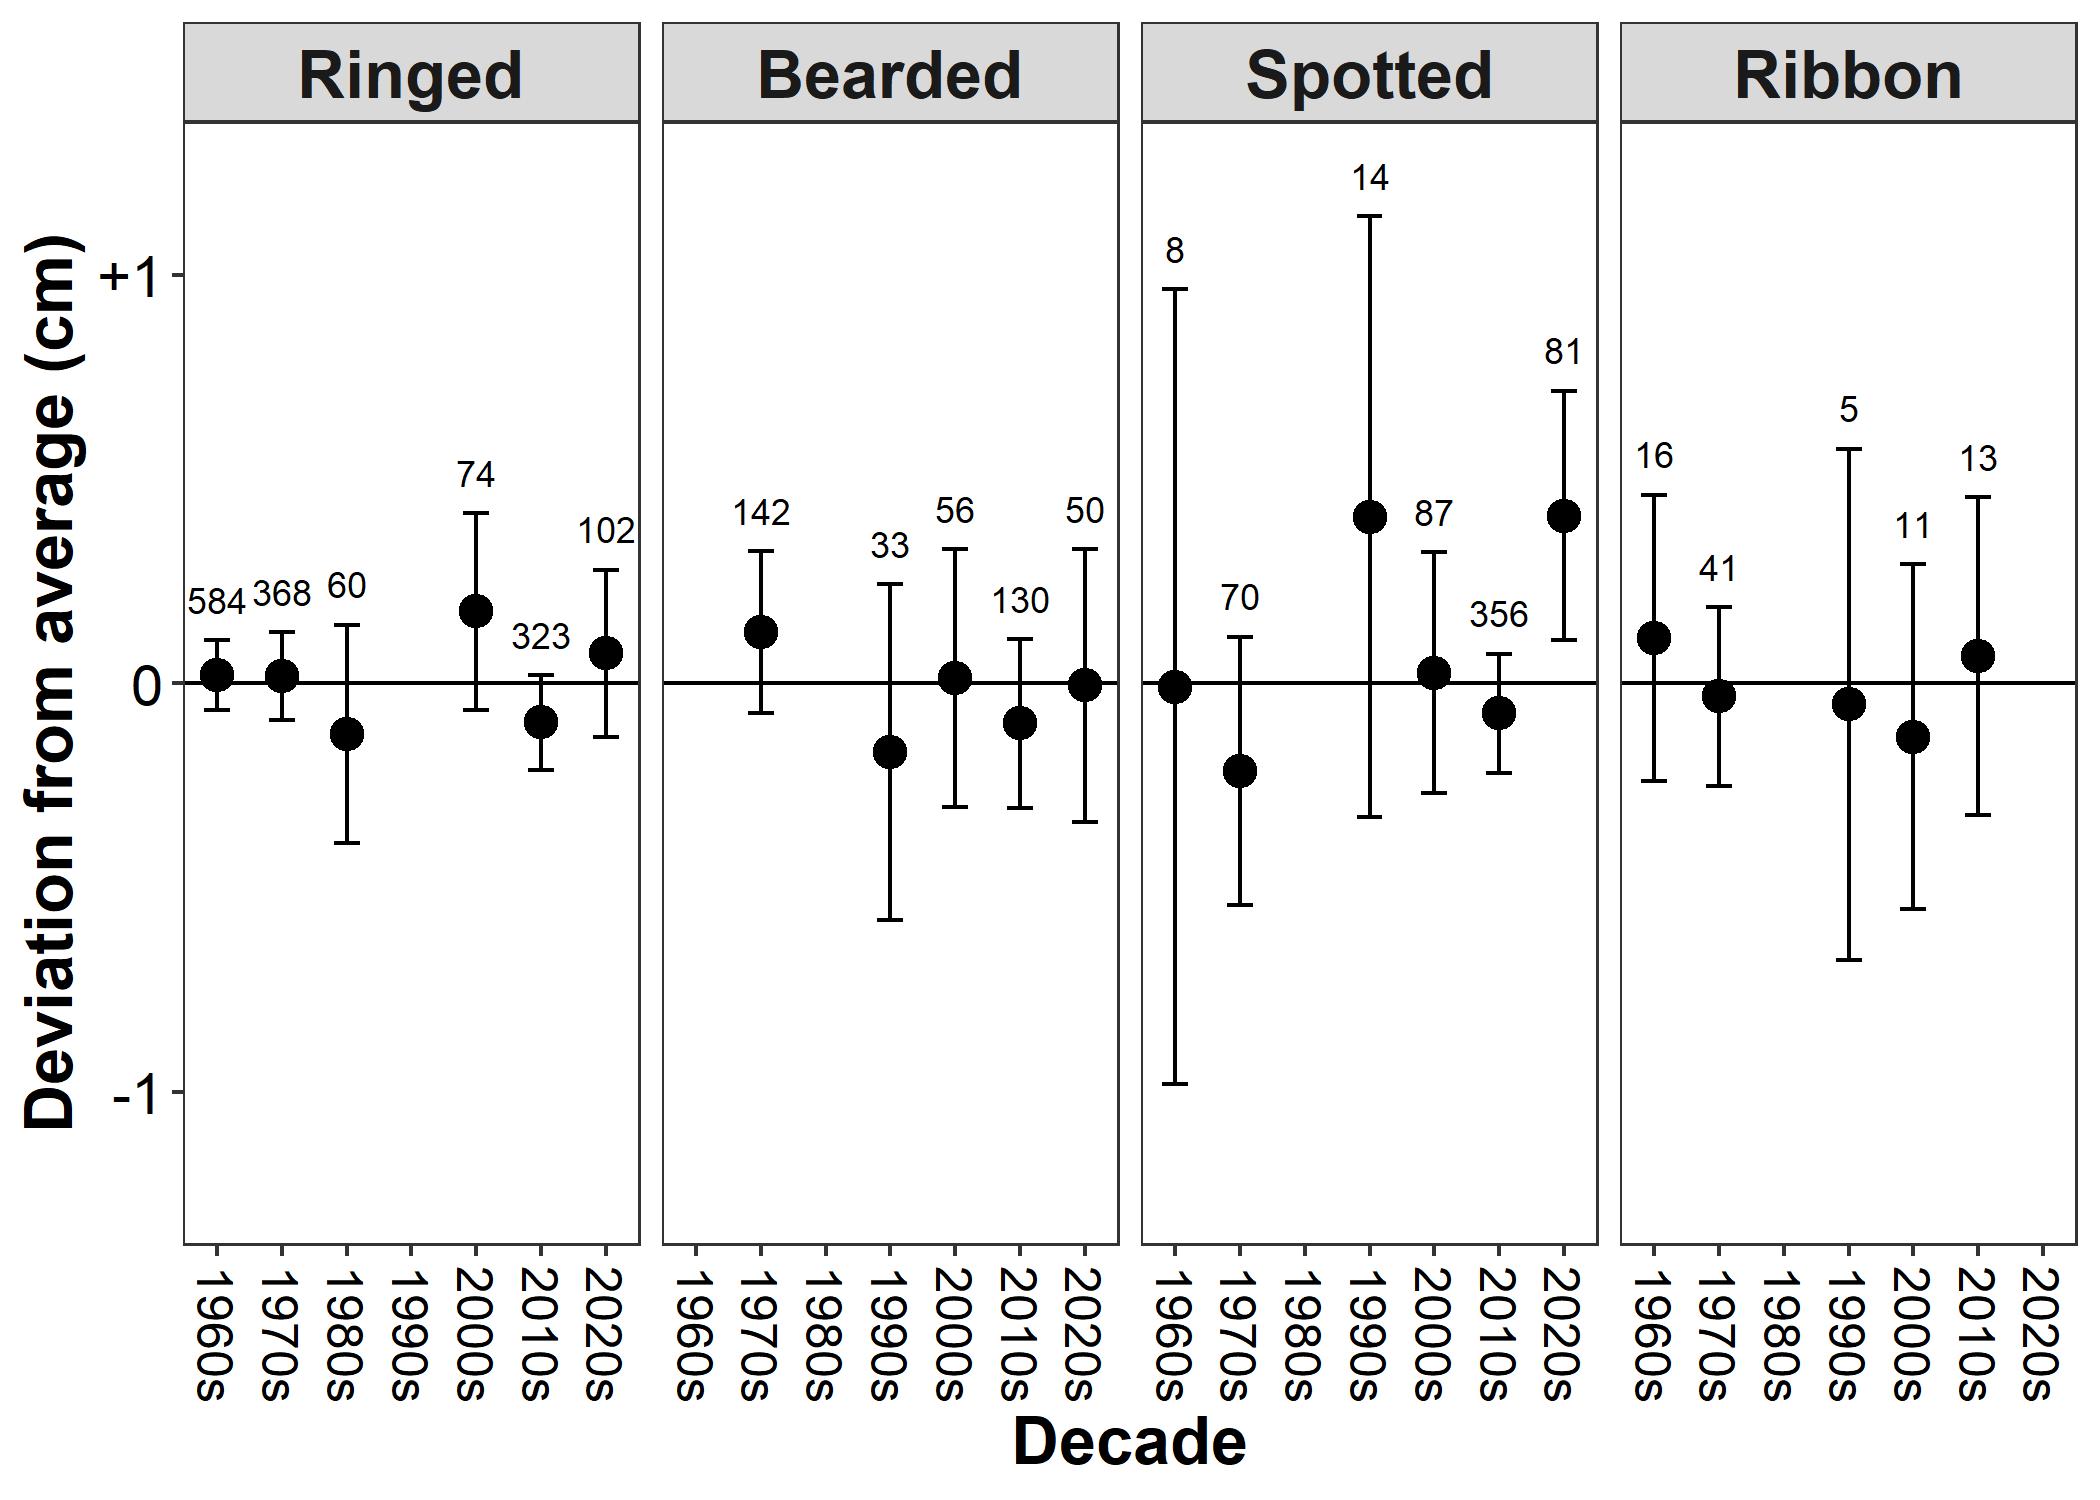 Ringed Bearded Spotted Ribbon
Deviation from average (cm)
+1
0
-1
584 368 60 74 323 102
142 33 56 130 50
8 70 14 87 356 81
16 41 5 11 13
1960s 1970s 1980s 1990s 2000s 2010s 2020s
1960s 1970s 1980s 1990s 2000s 2010s 2020s
1960s 1970s 1980s 1990s 2000s 2010s 2020s
1960s 1970s 1980s 1990s 2000s 2010s 2020s
Decade